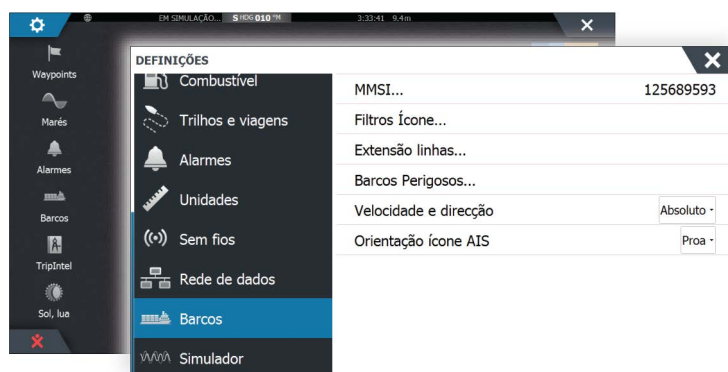 EM SIMULAÇÃO... S HDG 010 °M 3:33:41 9.4m
Waypoints
Marés
Alarmes
Barcos
TripIntel
Sol, lua
DEFINIÇÕES
Combustível
Trilhos e viagens
Alarmes
Unidades
Sem fios
Rede de dados
Barcos
Simulador
MMSI... 125689593
Filtros Ícone...
Extensão linhas...
Barcos Perigosos...
Velocidade e direcção Absoluto
Orientação ícone AIS Proa